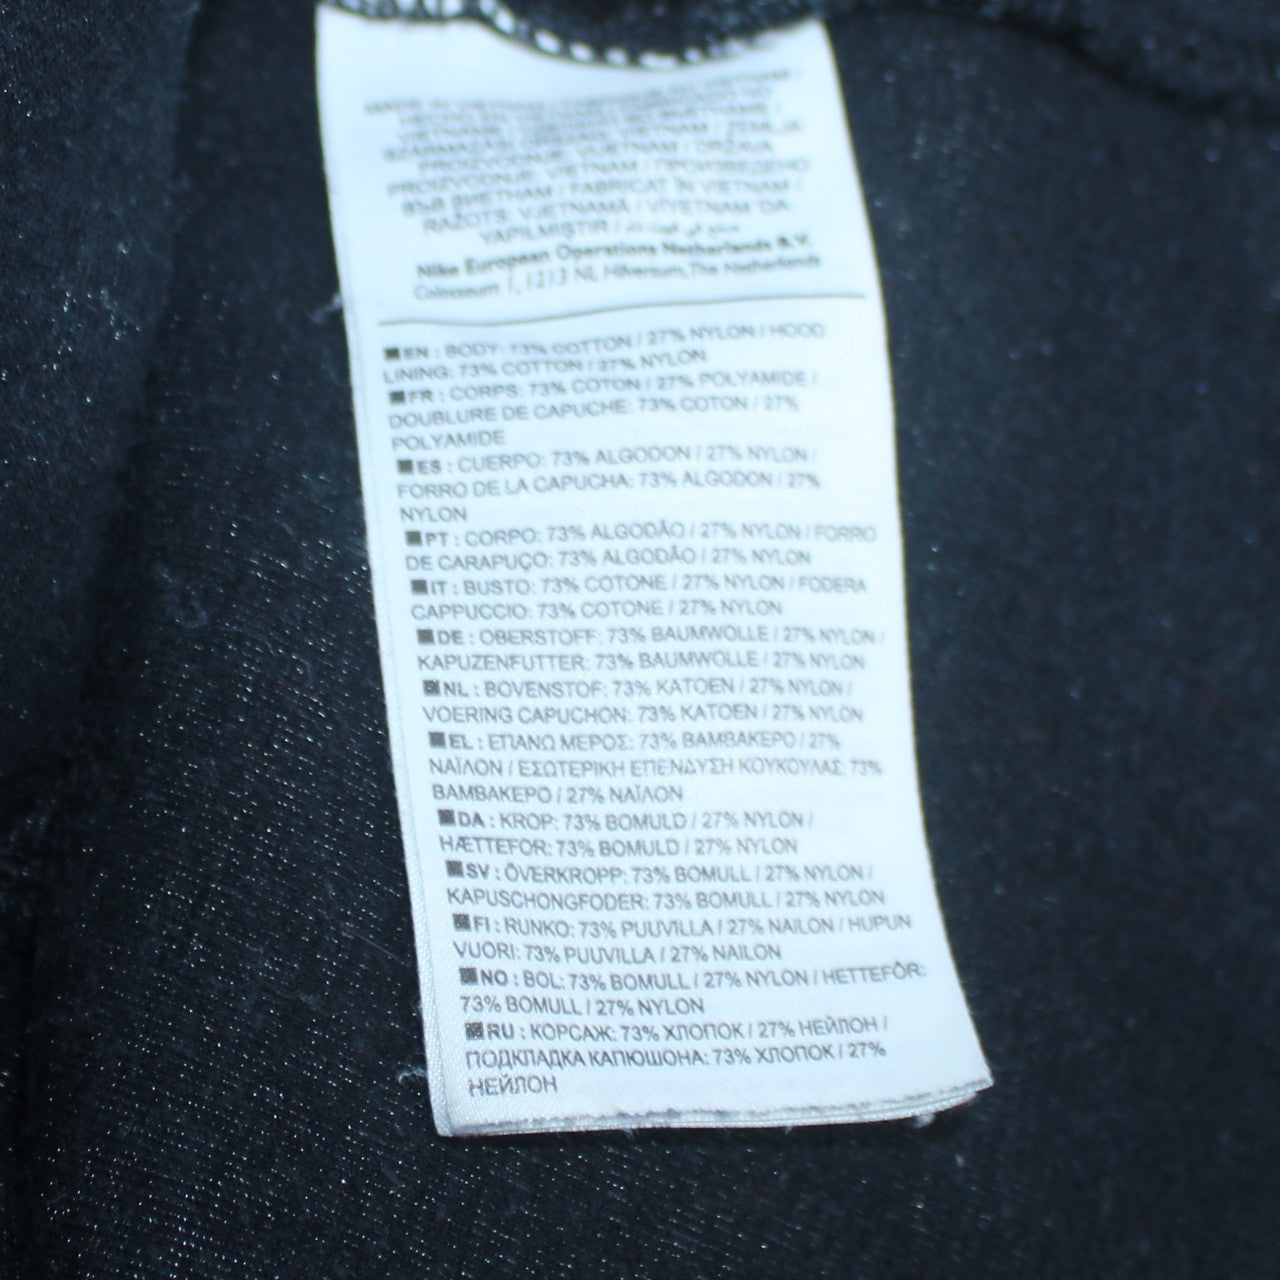 VIETNAM / ZEMLJA
PROIZVODNJE: VIJETNAM / DRŽAVA
PROIZVODNJE: VIETNAM / ПРОИЗВЕДЕНО
ВЪВ ВИЕТНАМ / FABRICAT ÎN VIETNAM /
RAŽOTS VJETNAMĀ / VİYETNAM'DA
YAPILMIŞTIR /
Nike European Operations Netherlands B.V.
Colosseum 1, 1213 NL Hilversum, The Netherlands
EN : BODY: 73% COTTON / 27% NYLON / HOOD
LINING: 73% COTTON / 27% NYLON
FR : CORPS: 73% COTON / 27% POLYAMIDE /
DOUBLURE DE CAPUCHE: 73% COTON / 27%
POLYAMIDE
ES : CUERPO: 73% ALGODON / 27% NYLON /
FORRO DE LA CAPUCHA: 73% ALGODON / 27%
NYLON
PT : CORPO: 73% ALGODÃO / 27% NYLON / FORRO
DE CARAPUÇO: 73% ALGODÃO / 27% NYLON
IT : BUSTO: 73% COTONE / 27% NYLON / FODERA
CAPPUCCIO: 73% COTONE / 27% NYLON
DE : OBERSTOFF: 73% BAUMWOLLE / 27% NYLON /
KAPUZENFUTTER: 73% BAUMWOLLE / 27% NYLON
NL : BOVENSTOF: 73% KATOEN / 27% NYLON /
VOERING CAPUCHON: 73% KATOEN / 27% NYLON
EL : ΕΠΑΝΩ ΜΕΡΟΣ: 73% ΒΑΜΒΑΚΕΡΟ / 27%
ΝΑΪΛΟΝ / ΕΣΩΤΕΡΙΚΗ ΕΠΕΝΔΥΣΗ ΚΟΥΚΟΥΛΑΣ: 73%
ΒΑΜΒΑΚΕΡΟ / 27% ΝΑΪΛΟΝ
DA : KROP: 73% BOMULD / 27% NYLON /
HÆTTEFOR: 73% BOMULD / 27% NYLON
SV : ÖVERKROPP: 73% BOMULL / 27% NYLON /
KAPUSCHONGFODER: 73% BOMULL / 27% NYLON
FI : RUNKO: 73% PUUVILLA / 27% NAILON / HUPUN
VUORI: 73% PUUVILLA / 27% NAILON
NO : BOL: 73% BOMULL / 27% NYLON / HETTEFÔR:
73% BOMULL / 27% NYLON
RU : КОРСАЖ: 73% ХЛОПОК / 27% НЕЙЛОН /
ПОДКЛАДКА КАПЮШОНА: 73% ХЛОПОК / 27%
НЕЙЛОН